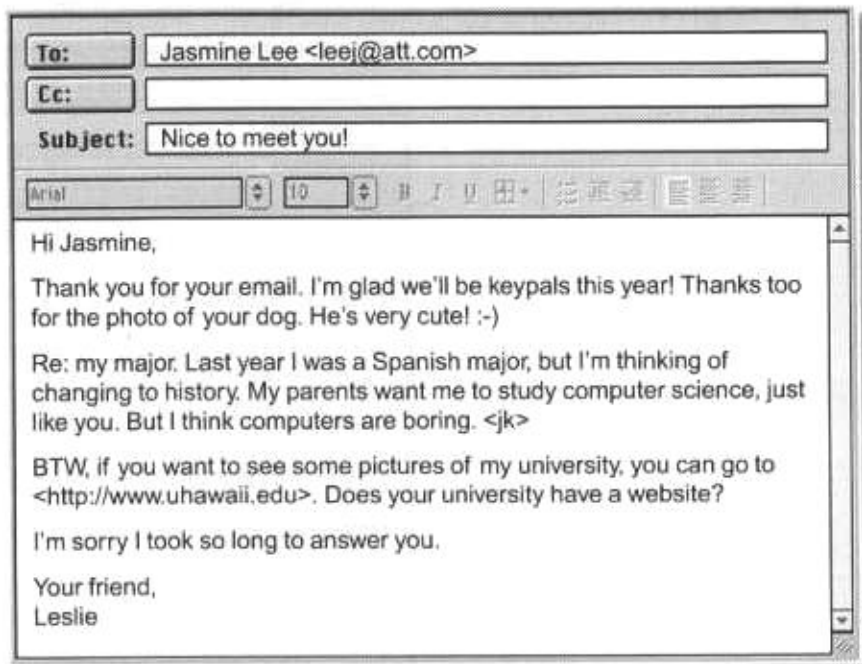 To: Jasmine Lee <leej@att.com>
Cc:
Subject: Nice to meet you!
Arial 10 B I U
Hi Jasmine,
Thank you for your email. I'm glad we'll be keypals this year! Thanks too
for the photo of your dog. He's very cute! :-)
Re: my major. Last year I was a Spanish major, but I'm thinking of
changing to history. My parents want me to study computer science, just
like you. But I think computers are boring. <jk>
BTW, if you want to see some pictures of my university, you can go to
<http://www.uhawaii.edu>. Does your university have a website?
I'm sorry I took so long to answer you.
Your friend,
Leslie